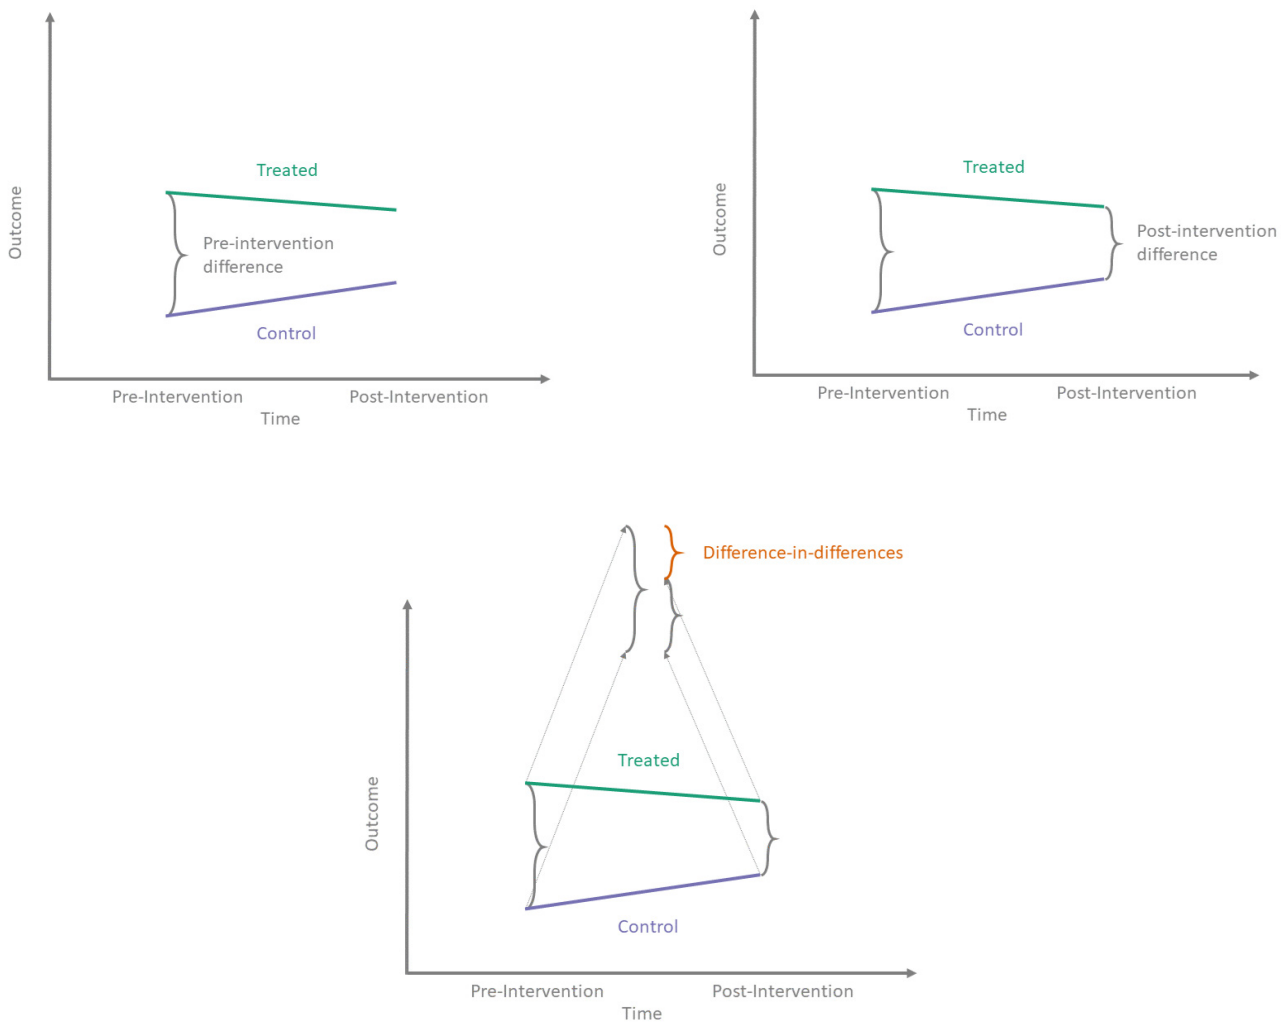 Treated
Outcome
Pre-intervention
difference
Control
Pre-Intervention
Post-Intervention
Time
Treated
Outcome
Post-intervention
difference
Control
Pre-Intervention
Post-Intervention
Time
Difference-in-differences
Treated
Outcome
Control
Pre-Intervention
Post-Intervention
Time